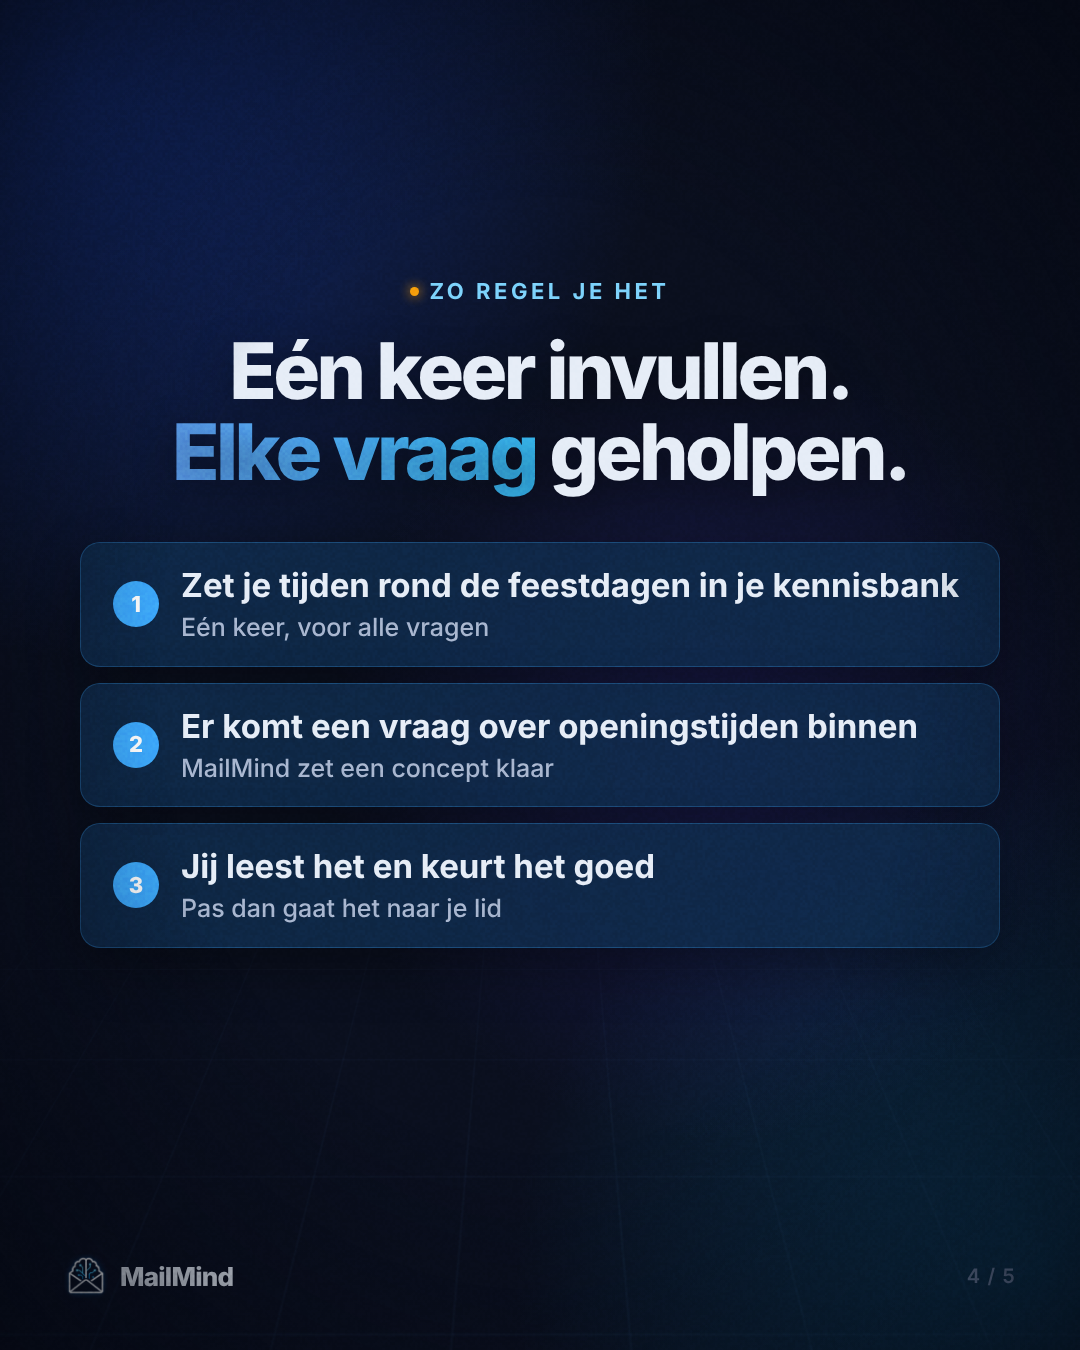 ZO REGEL JE HET
Eén keer invullen.
Elke vraag geholpen.
1
Zet je tijden rond de feestdagen in je kennisbank
Eén keer, voor alle vragen
2
Er komt een vraag over openingstijden binnen
MailMind zet een concept klaar
3
Jij leest het en keurt het goed
Pas dan gaat het naar je lid
MailMind
4 / 5